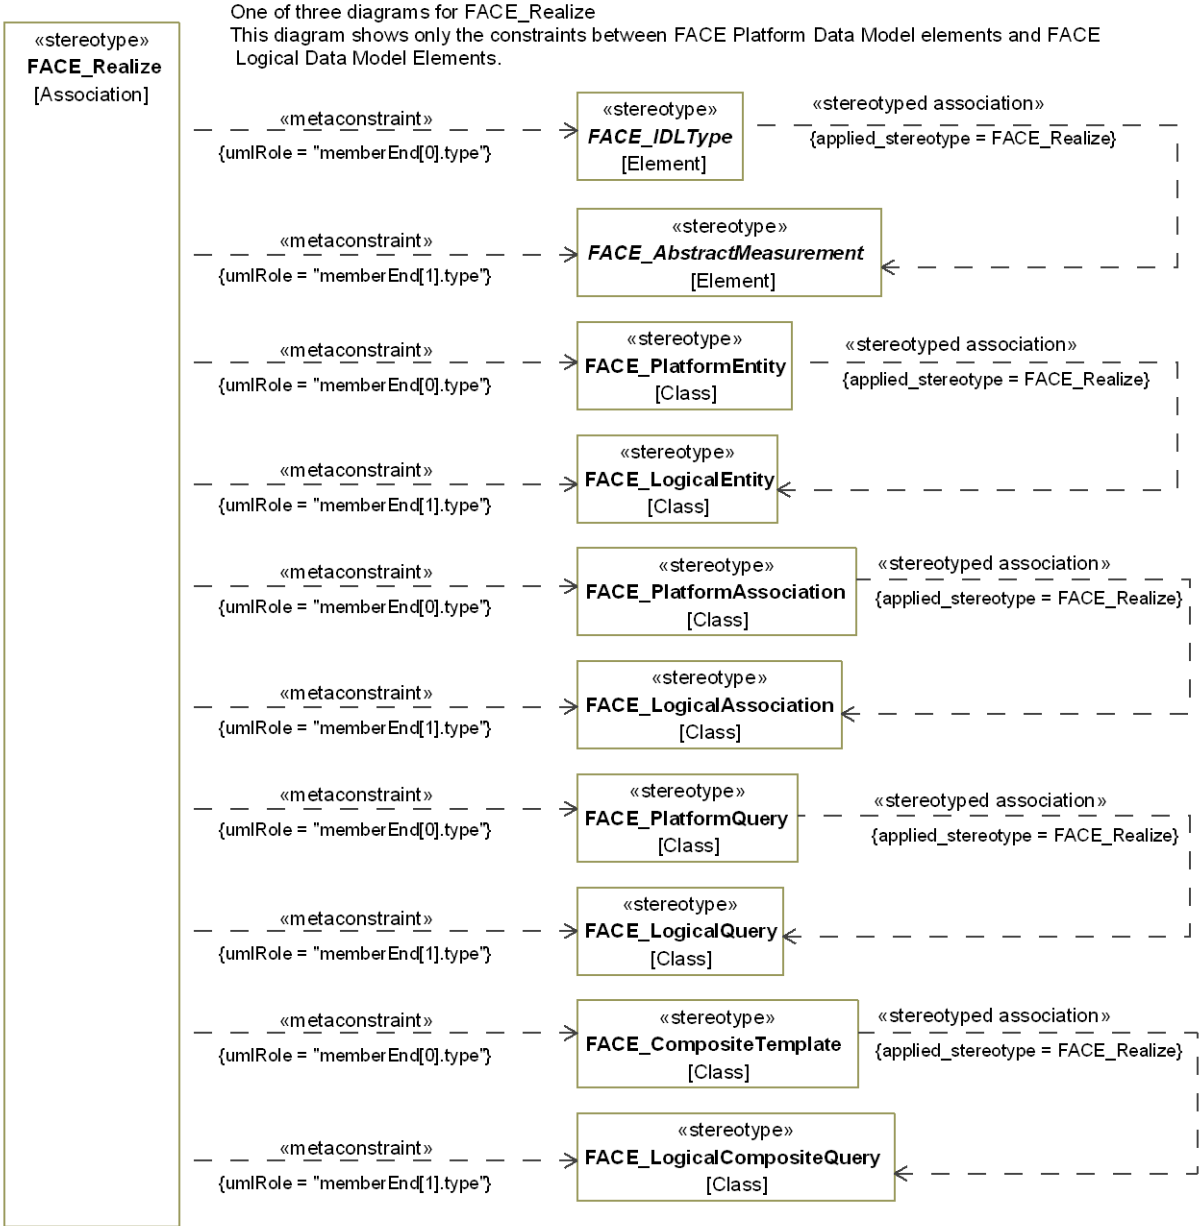 One of three diagrams for FACE_Realize
This diagram shows only the constraints between FACE Platform Data Model elements and FACE
Logical Data Model Elements.
«stereotype»
FACE_Realize
[Association]
«metaconstraint»
{umlRole = "memberEnd[0].type"}
«stereotype»
FACE_IDLType
[Element]
«stereotyped association»
{applied_stereotype = FACE_Realize}
«metaconstraint»
{umlRole = "memberEnd[1].type"}
«stereotype»
FACE_AbstractMeasurement
[Element]
«metaconstraint»
{umlRole = "memberEnd[0].type"}
«stereotype»
FACE_PlatformEntity
[Class]
«stereotyped association»
{applied_stereotype = FACE_Realize}
«metaconstraint»
{umlRole = "memberEnd[1].type"}
«stereotype»
FACE_LogicalEntity
[Class]
«metaconstraint»
{umlRole = "memberEnd[0].type"}
«stereotype»
FACE_PlatformAssociation
[Class]
«stereotyped association»
{applied_stereotype = FACE_Realize}
«metaconstraint»
{umlRole = "memberEnd[1].type"}
«stereotype»
FACE_LogicalAssociation
[Class]
«metaconstraint»
{umlRole = "memberEnd[0].type"}
«stereotype»
FACE_PlatformQuery
[Class]
«stereotyped association»
{applied_stereotype = FACE_Realize}
«metaconstraint»
{umlRole = "memberEnd[1].type"}
«stereotype»
FACE_LogicalQuery
[Class]
«metaconstraint»
{umlRole = "memberEnd[0].type"}
«stereotype»
FACE_CompositeTemplate
[Class]
«stereotyped association»
{applied_stereotype = FACE_Realize}
«metaconstraint»
{umlRole = "memberEnd[1].type"}
«stereotype»
FACE_LogicalCompositeQuery
[Class]